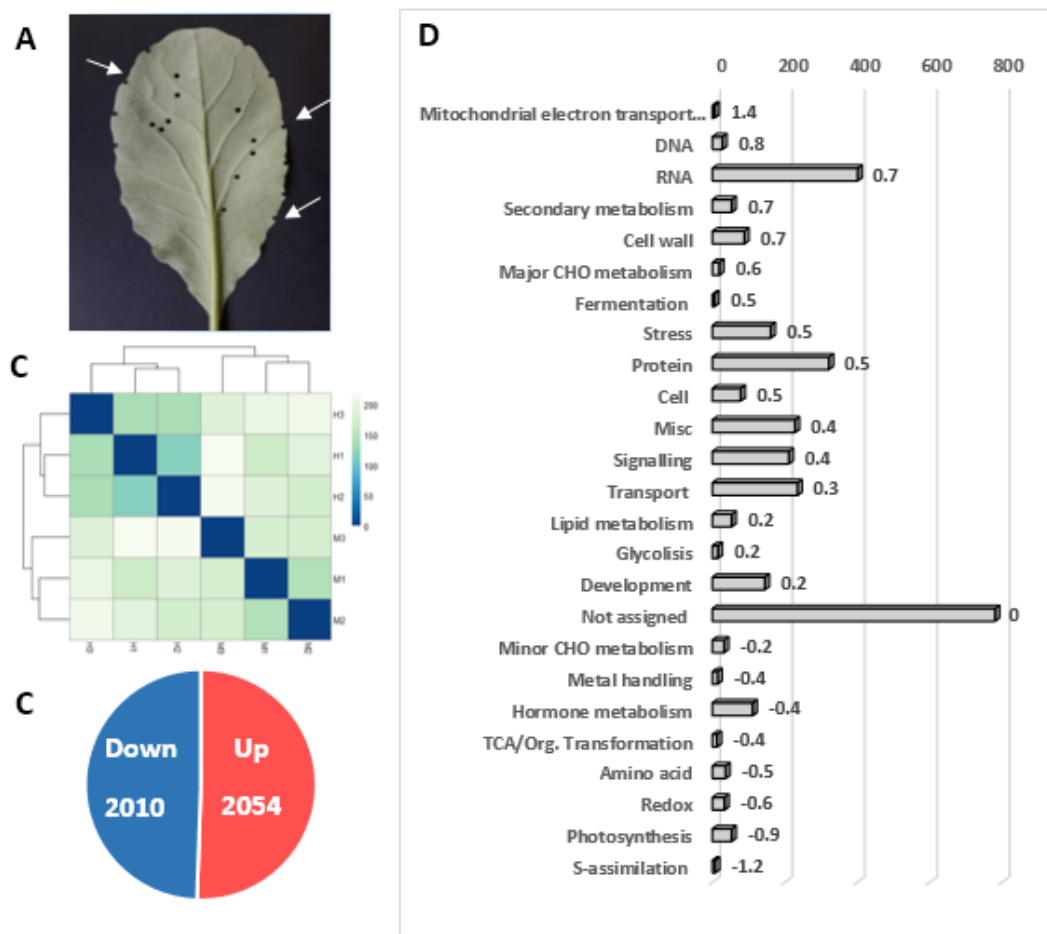 A
D
0 200 400 600 800
Mitochondrial electron transport... 1.4
DNA 0.8
RNA 0.7
Secondary metabolism 0.7
Cell wall 0.7
Major CHO metabolism 0.6
Fermentation 0.5
Stress 0.5
Protein 0.5
Cell 0.5
Misc 0.4
Signalling 0.4
Transport 0.3
Lipid metabolism 0.2
Glycolisis 0.2
Development 0.2
Not assigned 0
Minor CHO metabolism -0.2
Metal handling -0.4
Hormone metabolism -0.4
TCA/Org. Transformation -0.4
Amino acid -0.5
Redox -0.6
Photosynthesis -0.9
S-assimilation -1.2
C
H3
H1
H2
M3
M1
M2
200
150
100
50
0
C
Down
2010
Up
2054